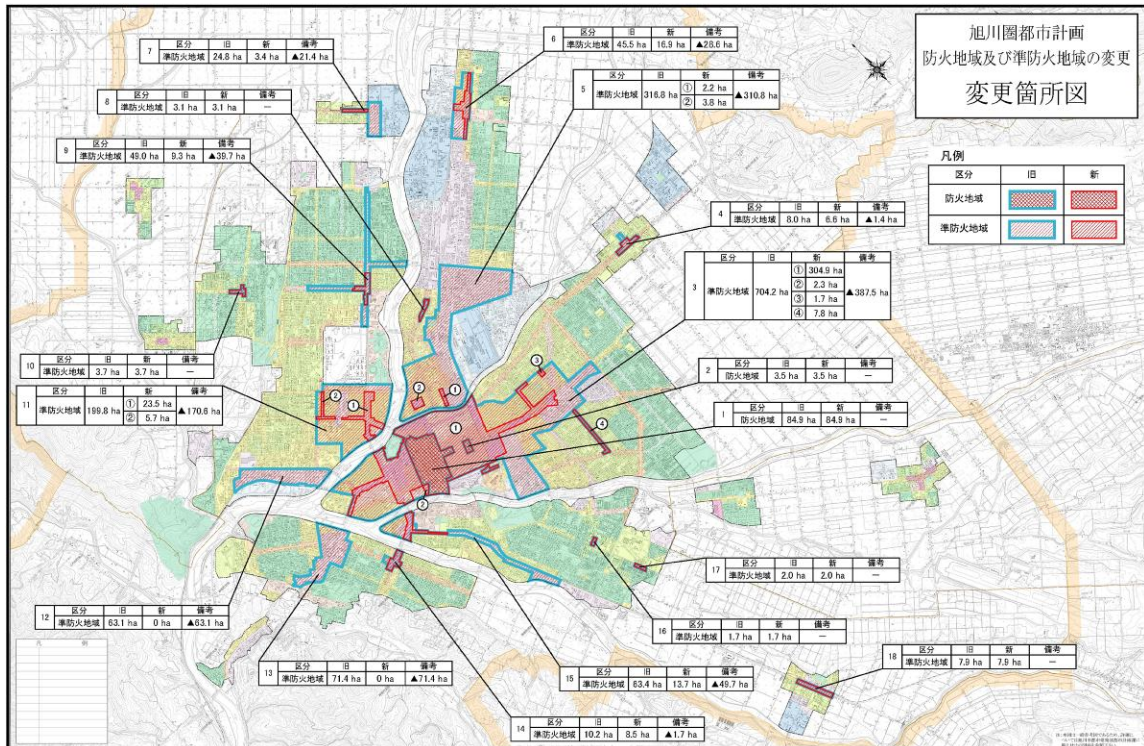 旭川圏都市計画
防火地域及び準防火地域の変更
変更箇所図
凡例
区分 旧 新
防火地域
準防火地域
7
区分 旧 新 備考
準防火地域 24.8 ha 3.4 ha ▲21.4 ha
6
区分 旧 新 備考
準防火地域 45.5 ha 16.9 ha ▲28.6 ha
5
区分 旧 新 備考
準防火地域 316.8 ha ① 2.2 ha ② 3.8 ha ▲310.8 ha
8
区分 旧 新 備考
準防火地域 3.1 ha 3.1 ha ―
9
区分 旧 新 備考
準防火地域 49.0 ha 9.3 ha ▲39.7 ha
4
区分 旧 新 備考
準防火地域 8.0 ha 6.6 ha ▲1.4 ha
3
区分 旧 新 備考
準防火地域 704.2 ha ① 304.9 ha ② 2.3 ha ③ 1.7 ha ④ 7.8 ha ▲387.5 ha
10
区分 旧 新 備考
準防火地域 3.7 ha 3.7 ha ―
2
区分 旧 新 備考
防火地域 3.5 ha 3.5 ha ―
11
区分 旧 新 備考
準防火地域 199.8 ha ① 23.5 ha ② 5.7 ha ▲170.6 ha
1
区分 旧 新 備考
防火地域 84.9 ha 84.9 ha ―
③
②
①
②
①
①
④
②
12
区分 旧 新 備考
準防火地域 63.1 ha 0 ha ▲63.1 ha
17
区分 旧 新 備考
準防火地域 2.0 ha 2.0 ha ―
16
区分 旧 新 備考
準防火地域 1.7 ha 1.7 ha ―
13
区分 旧 新 備考
準防火地域 71.4 ha 0 ha ▲71.4 ha
15
区分 旧 新 備考
準防火地域 63.4 ha 13.7 ha ▲49.7 ha
18
区分 旧 新 備考
準防火地域 7.9 ha 7.9 ha ―
14
区分 旧 新 備考
準防火地域 10.2 ha 8.5 ha ▲1.7 ha
凡 例